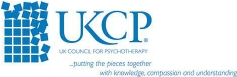 UKCP®
UK COUNCIL FOR PSYCHOTHERAPY
...putting the pieces together
with knowledge, compassion and understanding